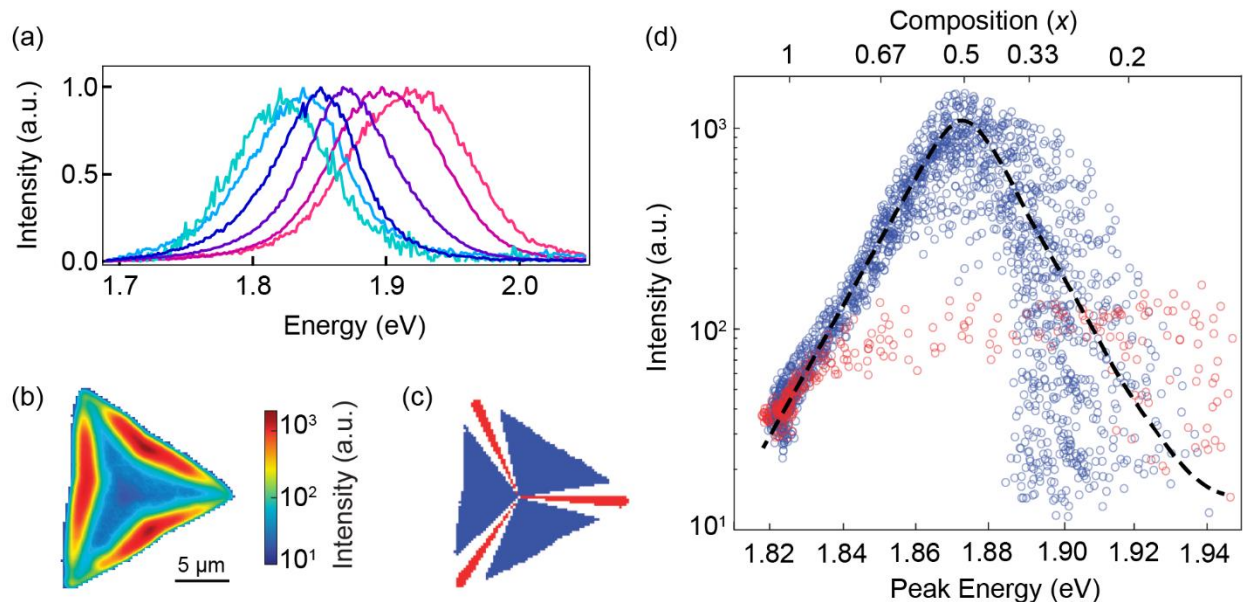 (a)
Intensity (a.u.)
1.0
0.5
0.0
1.7 1.8 1.9 2.0
Energy (eV)
(b)
5 μm
10³
10²
10¹
Intensity (a.u.)
(c)
(d)
Composition (x)
1 0.67 0.5 0.33 0.2
Intensity (a.u.)
10³
10²
10¹
1.82 1.84 1.86 1.88 1.90 1.92 1.94
Peak Energy (eV)